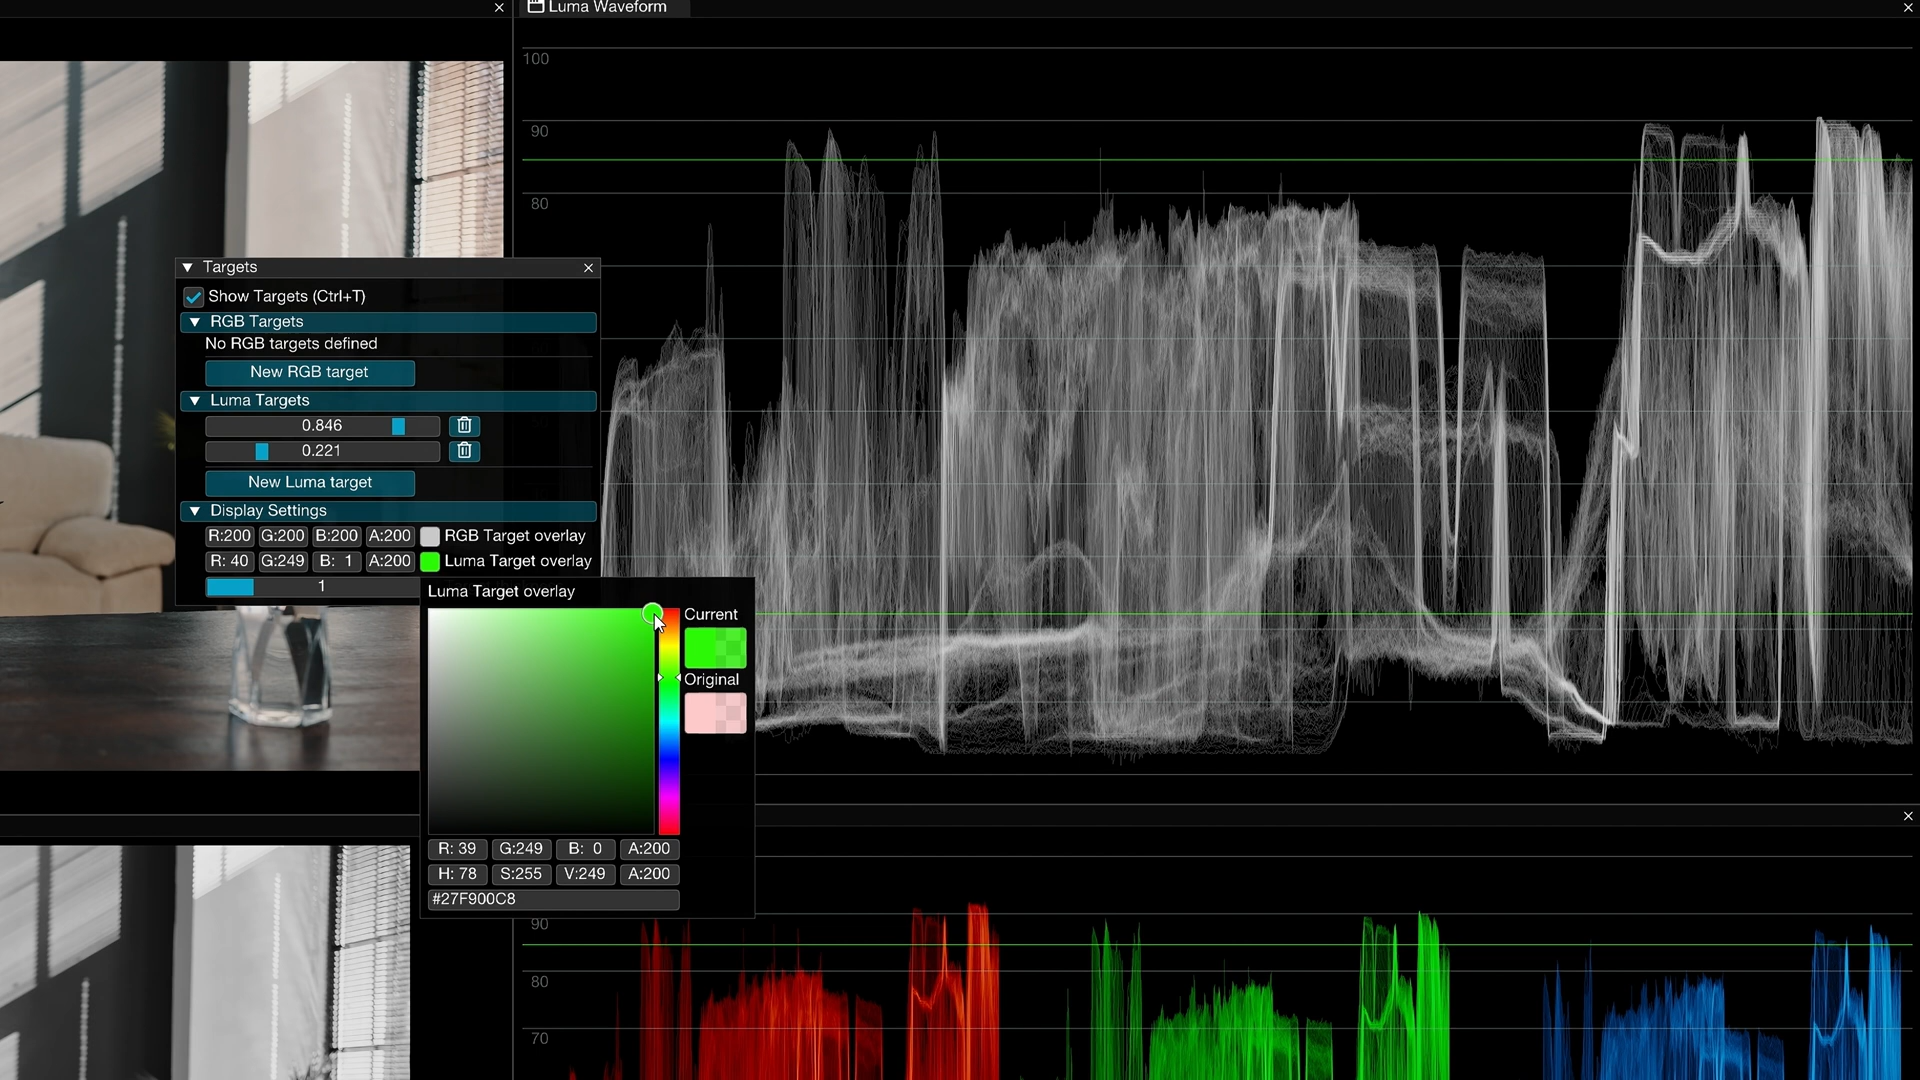 Luma Waveform
100
90
80
Targets
Show Targets (Ctrl+T)
RGB Targets
No RGB targets defined
New RGB target
Luma Targets
0.846
0.221
New Luma target
Display Settings
R:200 G:200 B:200 A:200 RGB Target overlay
R: 40 G:249 B: 1 A:200 Luma Target overlay
1
Luma Target overlay
Current
Original
R: 39 G:249 B: 0 A:200
H: 78 S:255 V:249 A:200
#27F900C8
90
80
70